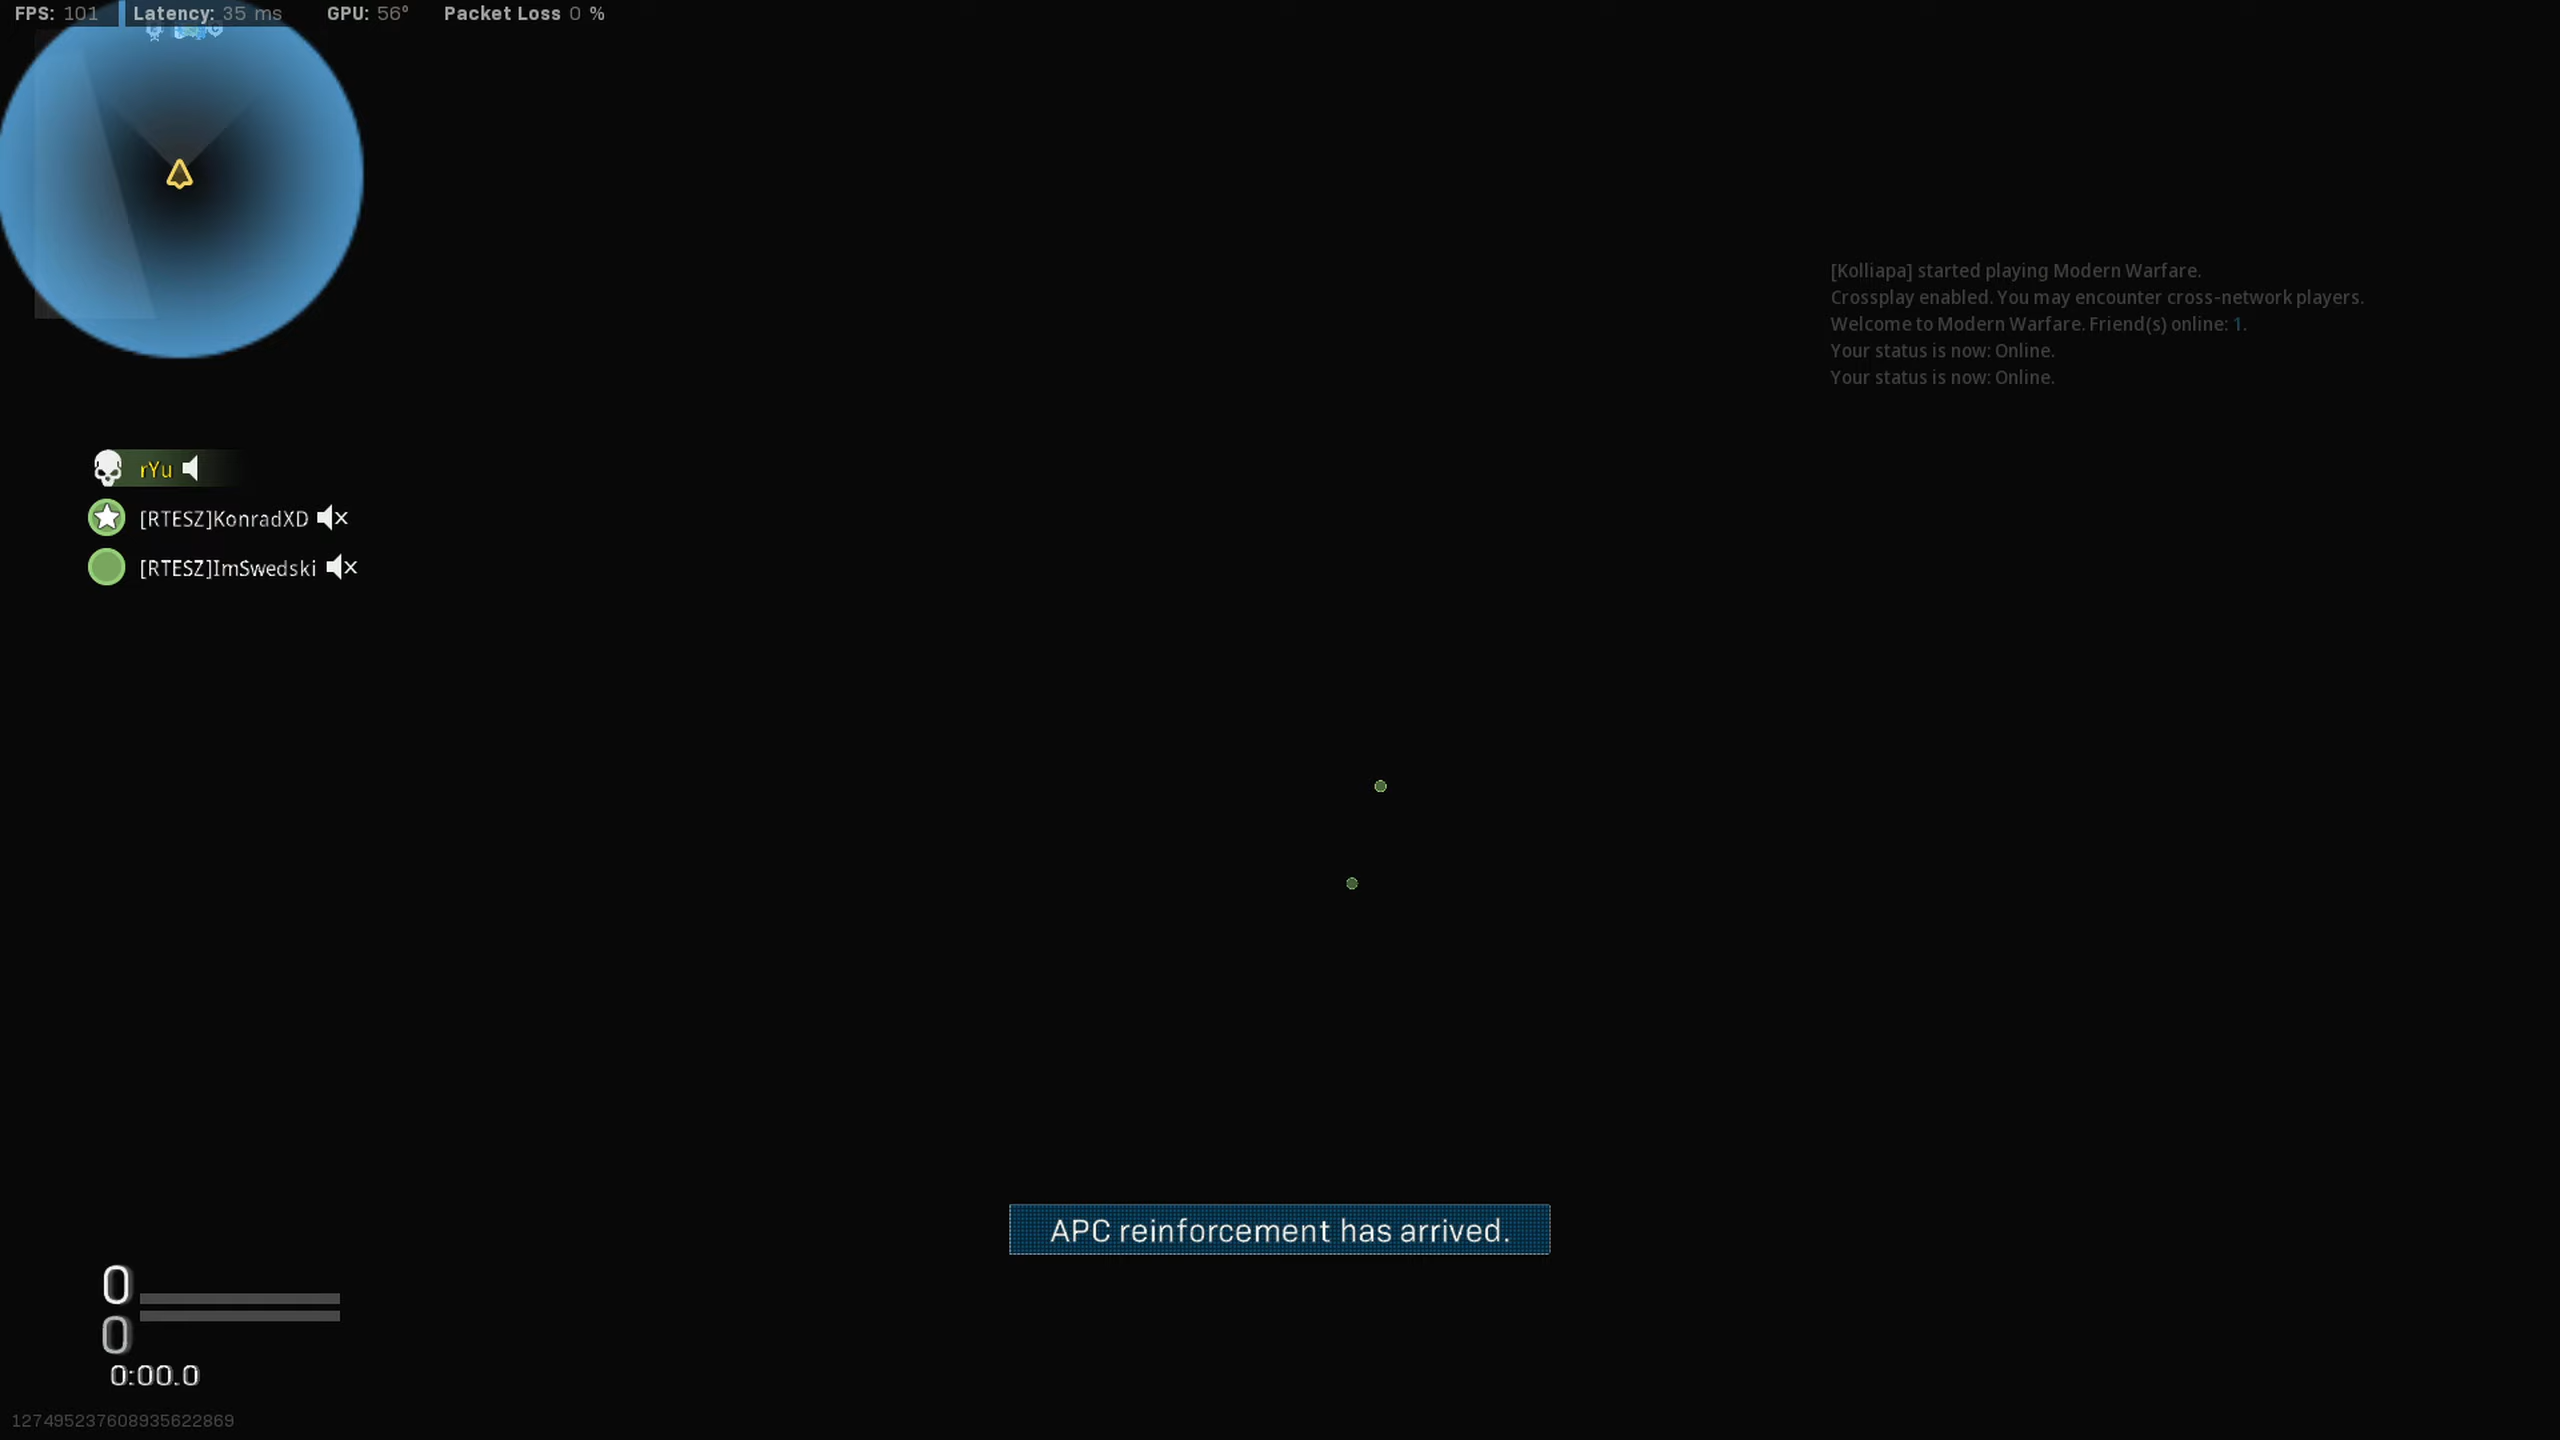 FPS: 101 Latency: 35 ms GPU: 56° Packet Loss 0 %
[Kolliapa] started playing Modern Warfare.
Crossplay enabled. You may encounter cross-network players.
Welcome to Modern Warfare. Friend(s) online: 1.
Your status is now: Online.
Your status is now: Online.
rYu
[RTESZ]KonradXD
[RTESZ]ImSwedski
APC reinforcement has arrived.
0
0
0:00.0
127495237608935622869